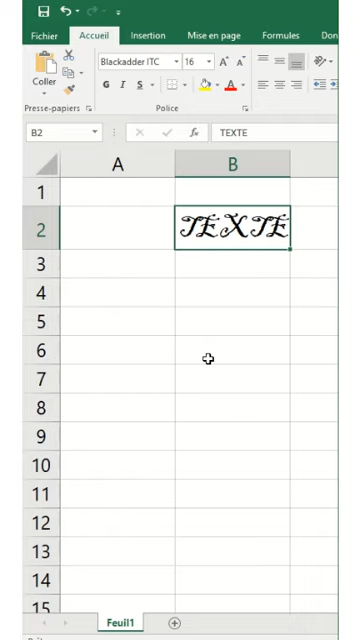 Fichier Accueil Insertion Mise en page Formules Don
Coller
Blackadder ITC 16 A A
G I S A
Presse-papiers Police
B2 fx TEXTE
A B
1
2 TEXTE
3
4
5
6
7
8
9
10
11
12
13
14
15
Feuil1